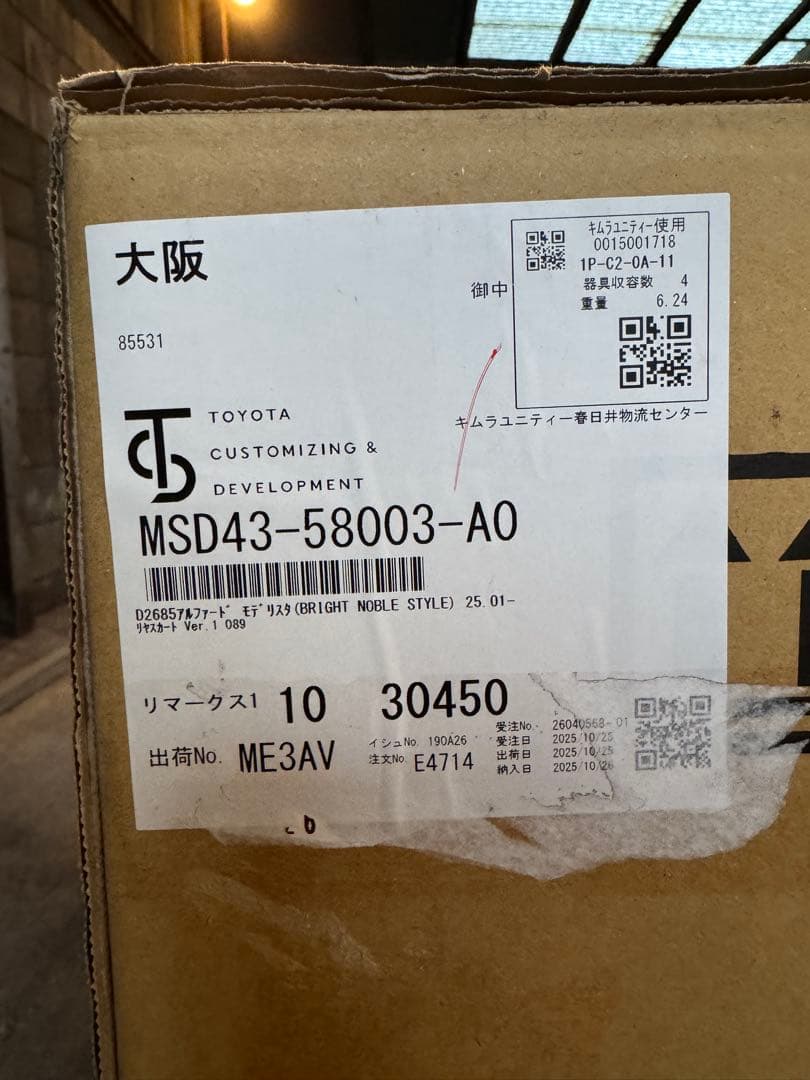 大阪
御中
キムラユニティー使用
0015001718
1P-C2-0A-11
器具収容数 4
重量 6.24
85531
キムラユニティー春日井物流センター
TOYOTA
CUSTOMIZING &
DEVELOPMENT
MSD43-58003-A0
D2685アルファード モデリスタ(BRIGHT NOBLE STYLE) 25.01-
リヤスカート Ver.1 089
リマークス1 10 30450
出荷No. ME3AV
イシュNo. 190A26
注文No. E4714
受注No. 26040568-01
受注日 2025/10/25
出荷日 2025/10/25
納入日 2025/10/26